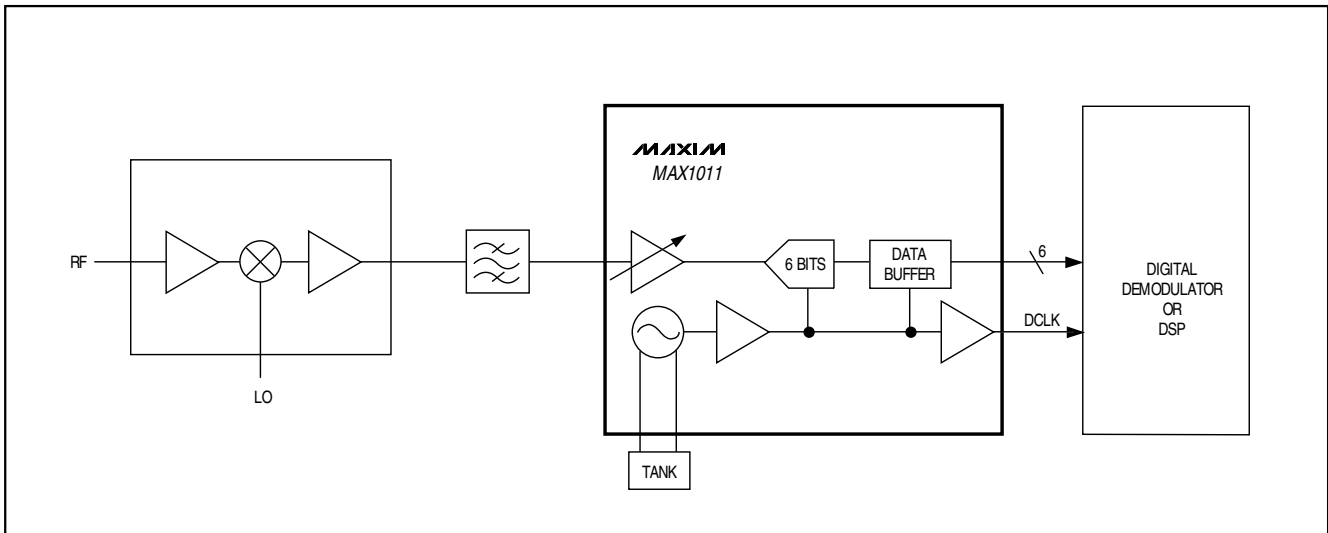 MAXIM
MAX1011
RF
LO
6 BITS
DATA
BUFFER
6
DCLK
TANK
DIGITAL
DEMODULATOR
OR
DSP